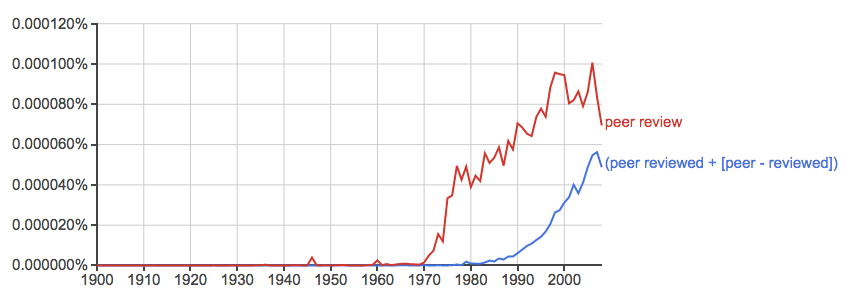 0.000120%
0.000100%
0.000080%
0.000060%
0.000040%
0.000020%
0.000000%
peer review
(peer reviewed + [peer - reviewed])
1900 1910 1920 1930 1940 1950 1960 1970 1980 1990 2000